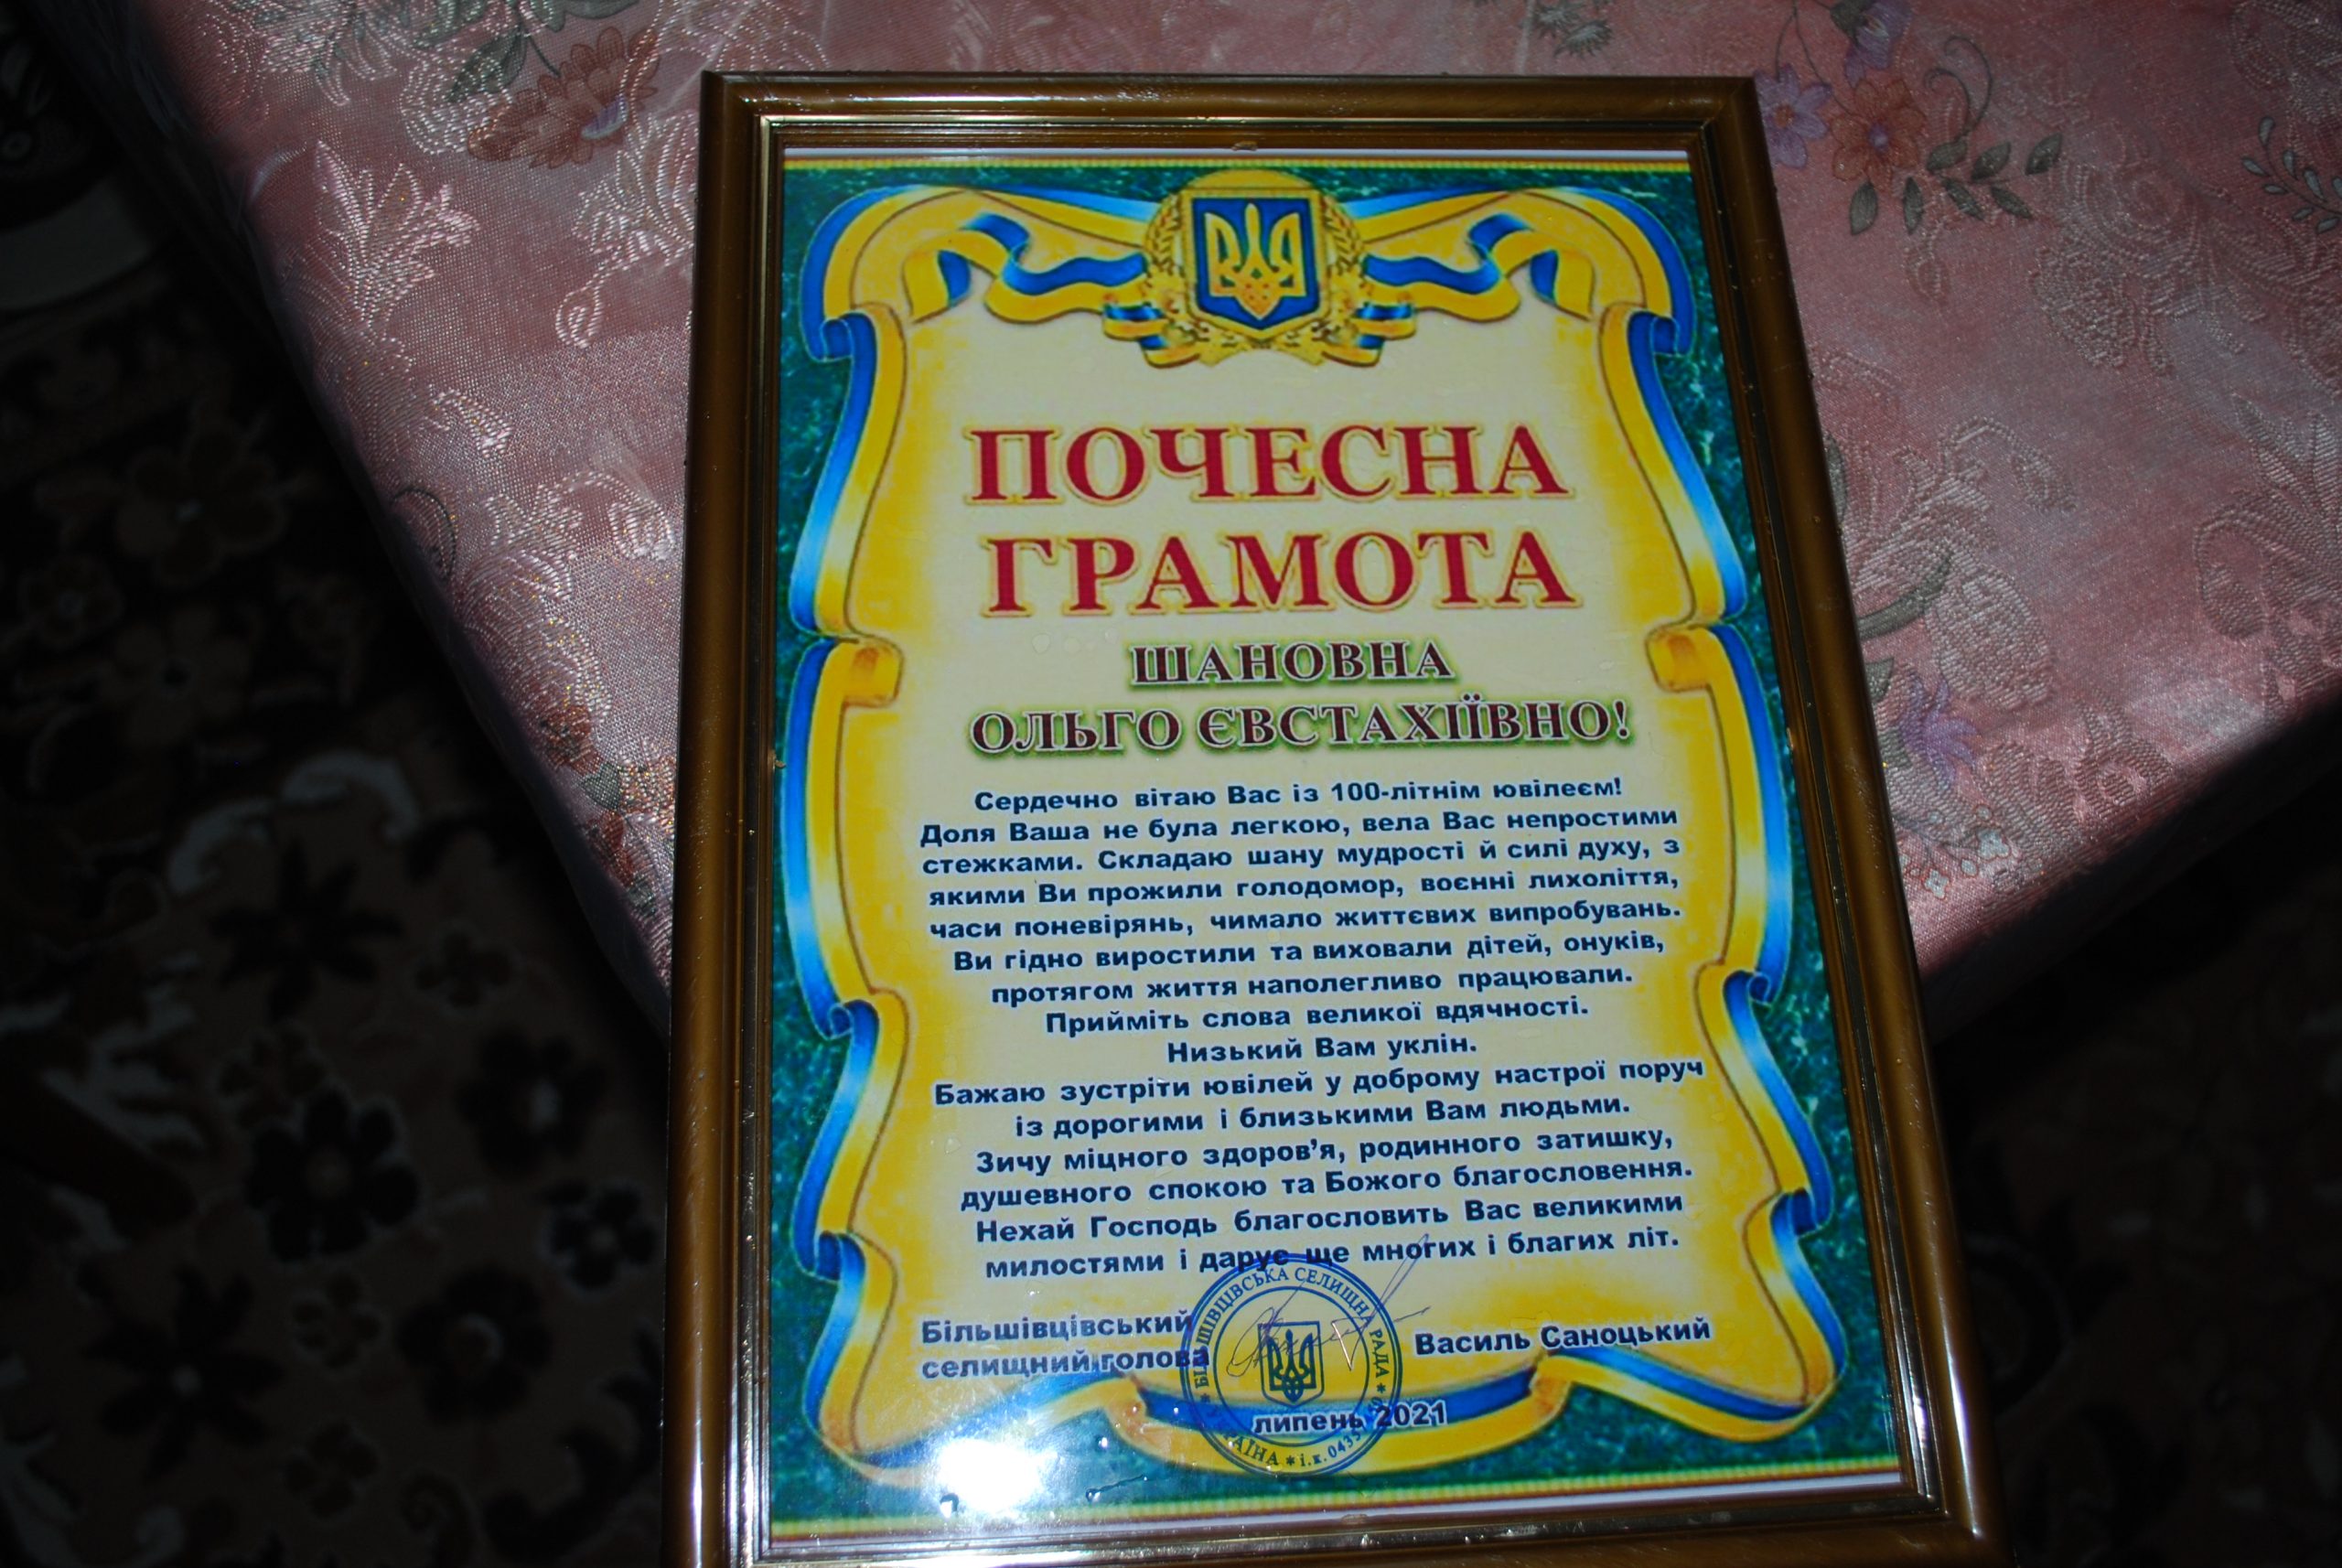 ПОЧЕСНА
ГРАМОТА
ШАНОВНА
ОЛЬГО ЄВСТАХІЇВНО!
Сердечно вітаю Вас із 100-літнім ювілеєм!
Доля Ваша не була легкою, вела Вас непростими
стежками. Складаю шану мудрості й силі духу, з
якими Ви прожили голодомор, воєнні лихоліття,
часи поневірянь, чимало життєвих випробувань.
Ви гідно виростили та виховали дітей, онуків,
протягом життя наполегливо працювали.
Прийміть слова великої вдячності.
Низький Вам уклін.
Бажаю зустріти ювілей у доброму настрої поруч
із дорогими і близькими Вам людьми.
Зичу міцного здоров’я, родинного затишку,
душевного спокою та Божого благословення.
Нехай Господь благословить Вас великими
милостями і дарує ще многих і благих літ.
Більшівцівський
селищний голова
Василь Саноцький
БІЛЬШІВЦІВСЬКА СЕЛИЩНА РАДА
УКРАЇНА * і.к.
липень 2021